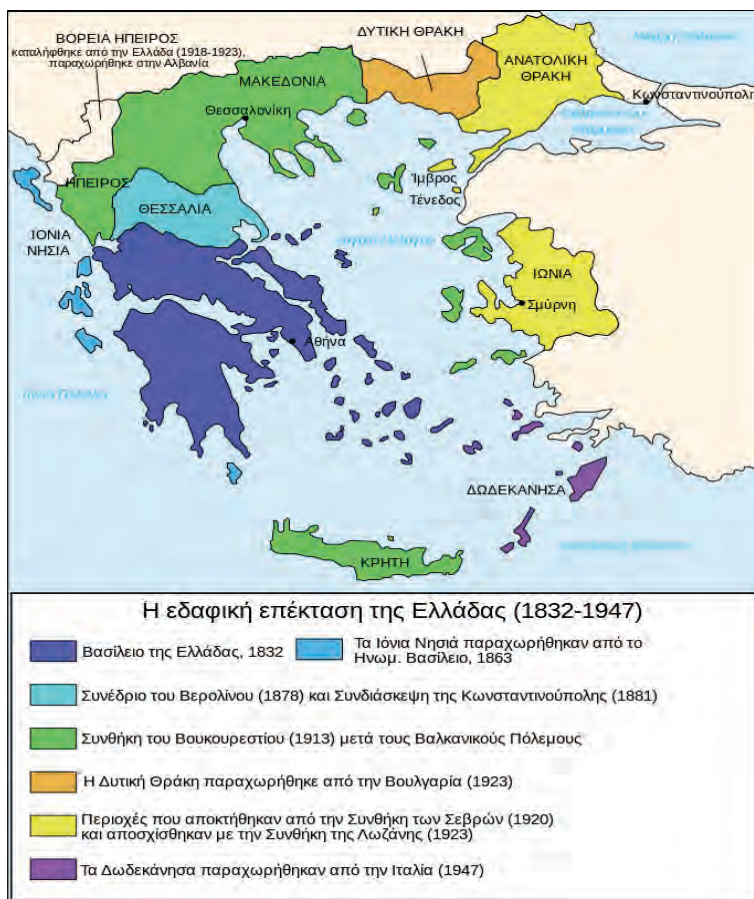 ΒΟΡΕΙΑ ΗΠΕΙΡΟΣ
καταλήφθηκε από την Ελλάδα (1918-1923),
παραχωρήθηκε στην Αλβανία
ΔΥΤΙΚΗ ΘΡΑΚΗ
ΑΝΑΤΟΛΙΚΗ
ΘΡΑΚΗ
ΜΑΚΕΔΟΝΙΑ
Κωνσταντινούπολη
Θεσσαλονίκη
ΗΠΕΙΡΟΣ
Ίμβρος
Τένεδος
ΘΕΣΣΑΛΙΑ
ΙΟΝΙΑ
ΝΗΣΙΑ
ΙΩΝΙΑ
Σμύρνη
Αθήνα
ΔΩΔΕΚΑΝΗΣΑ
ΚΡΗΤΗ
Η εδαφική επέκταση της Ελλάδας (1832-1947)
Βασίλειο της Ελλάδας, 1832
Τα Ιόνια Νησιά παραχωρήθηκαν από το
Ηνωμ. Βασίλειο, 1863
Συνέδριο του Βερολίνου (1878) και Συνδιάσκεψη της Κωνσταντινούπολης (1881)
Συνθήκη του Βουκουρεστίου (1913) μετά τους Βαλκανικούς Πόλεμους
Η Δυτική Θράκη παραχωρήθηκε από την Βουλγαρία (1923)
Περιοχές που αποκτήθηκαν από την Συνθήκη των Σεβρών (1920)
και αποσχίσθηκαν με την Συνθήκη της Λωζάνης (1923)
Τα Δωδεκάνησα παραχωρήθηκαν από την Ιταλία (1947)